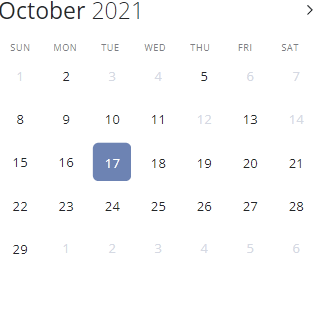 October 2021
SUN MON TUE WED THU FRI SAT
1 2 3 4 5 6 7
8 9 10 11 12 13 14
15 16 17 18 19 20 21
22 23 24 25 26 27 28
29 1 2 3 4 5 6